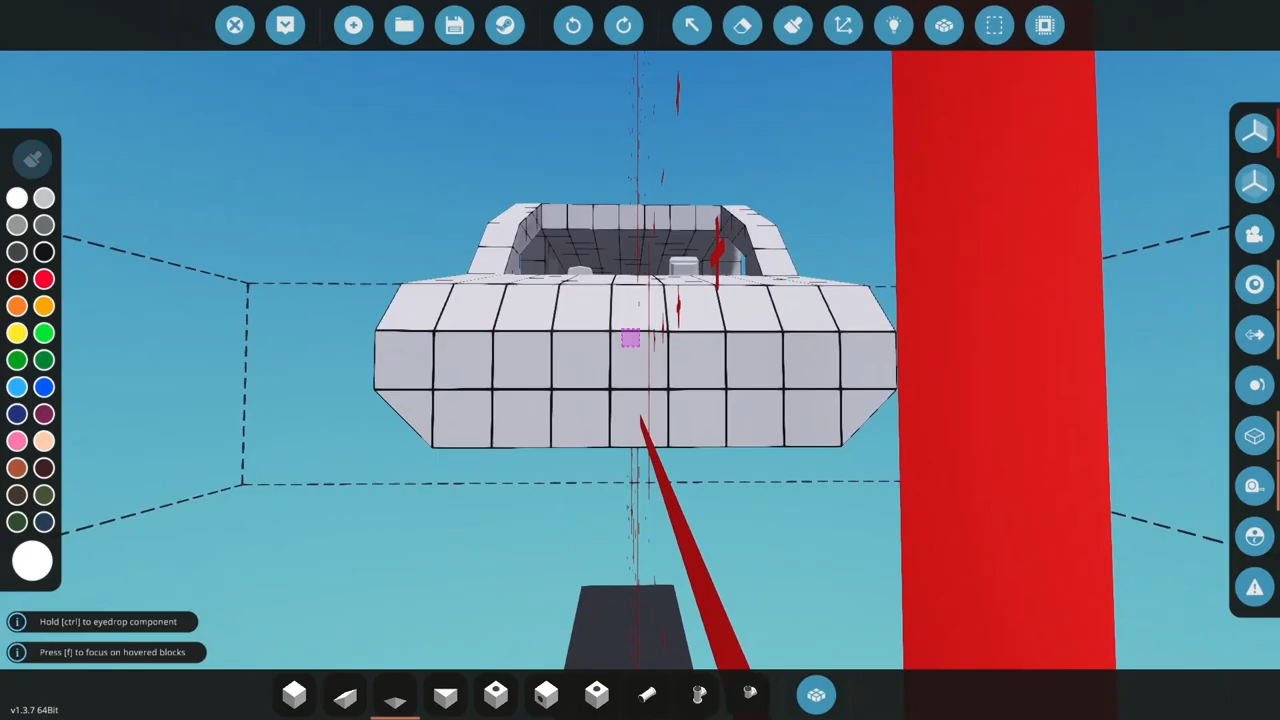 Hold [ctrl] to eyedrop component
Press [f] to focus on hovered blocks
v1.3.7 64Bit